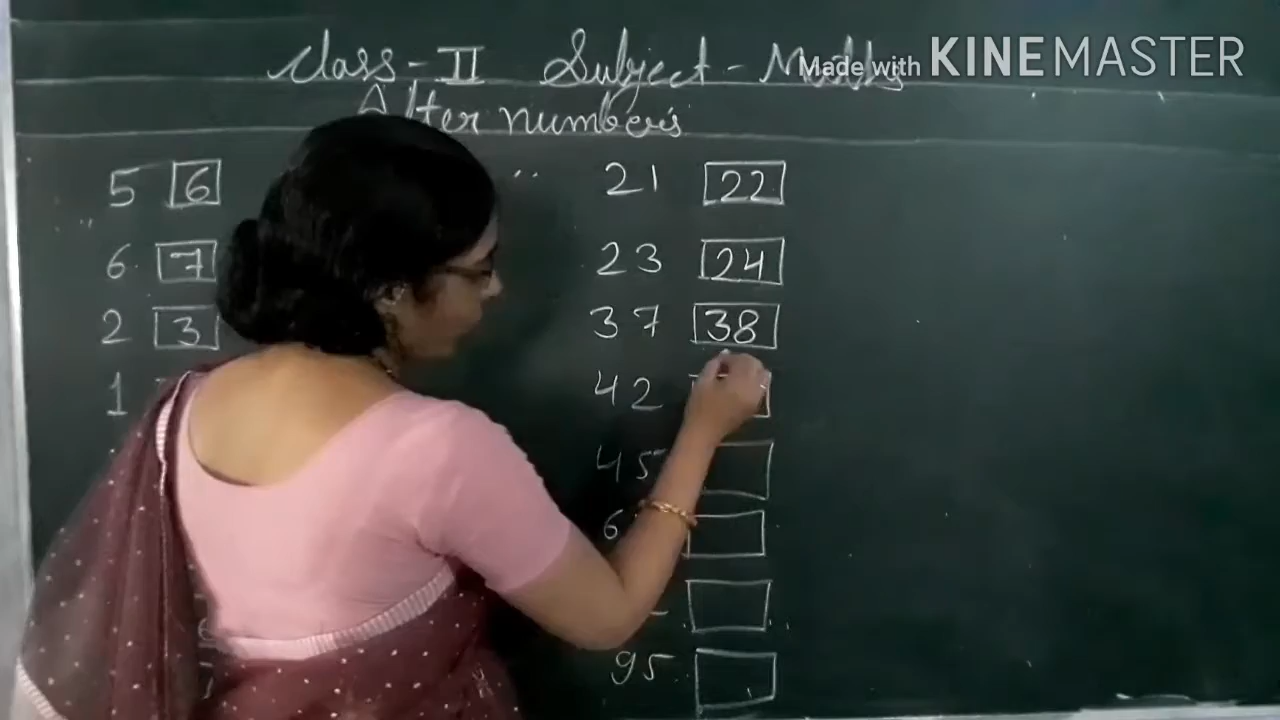 Class - II Subject - Maths
Made with KINEMASTER
After numbers
5 6 21 22
6 7 23 24
2 3 37 38
1 42
45
6
95